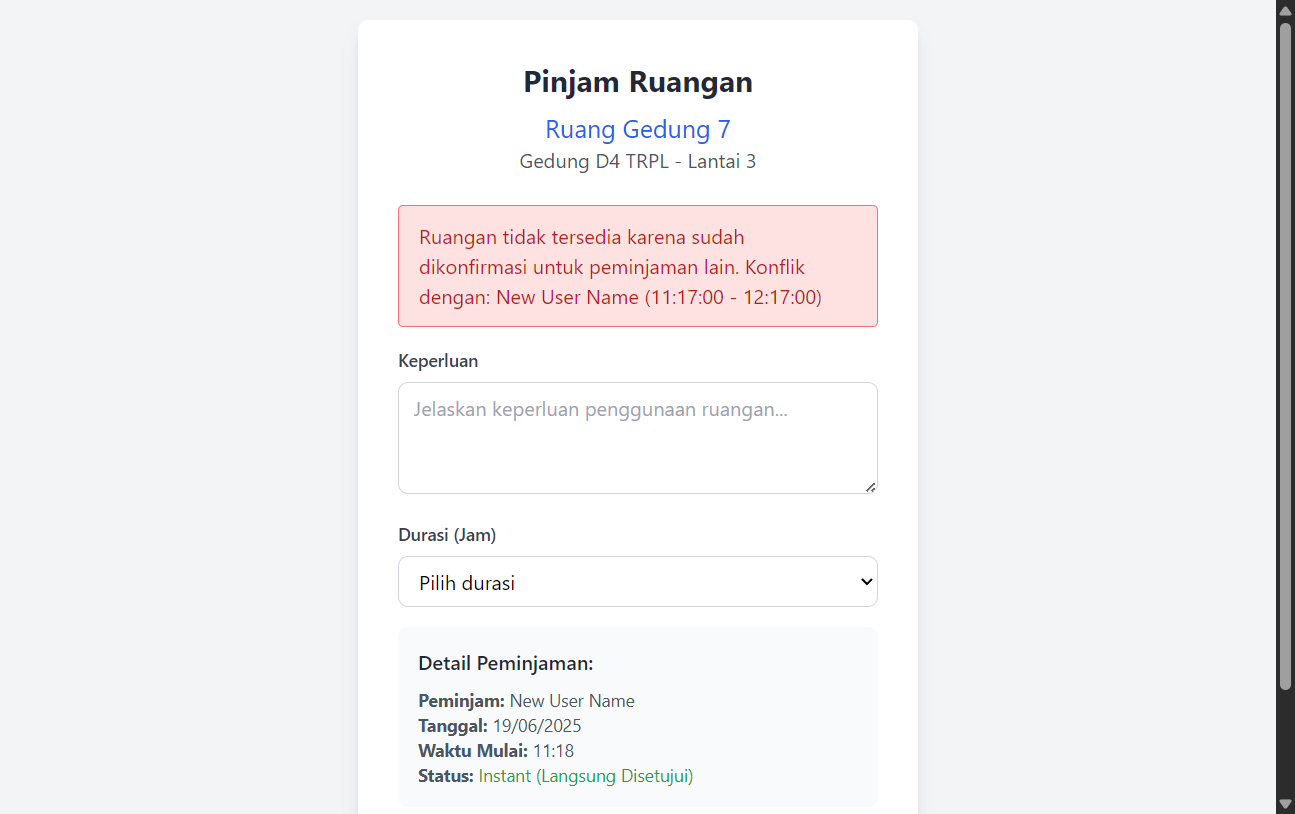 Pinjam Ruangan
Ruang Gedung 7
Gedung D4 TRPL - Lantai 3
Ruangan tidak tersedia karena sudah
dikonfirmasi untuk peminjaman lain. Konflik
dengan: New User Name (11:17:00 - 12:17:00)
Keperluan
Jelaskan keperluan penggunaan ruangan...
Durasi (Jam)
Pilih durasi
Detail Peminjaman:
Peminjam: New User Name
Tanggal: 19/06/2025
Waktu Mulai: 11:18
Status: Instant (Langsung Disetujui)